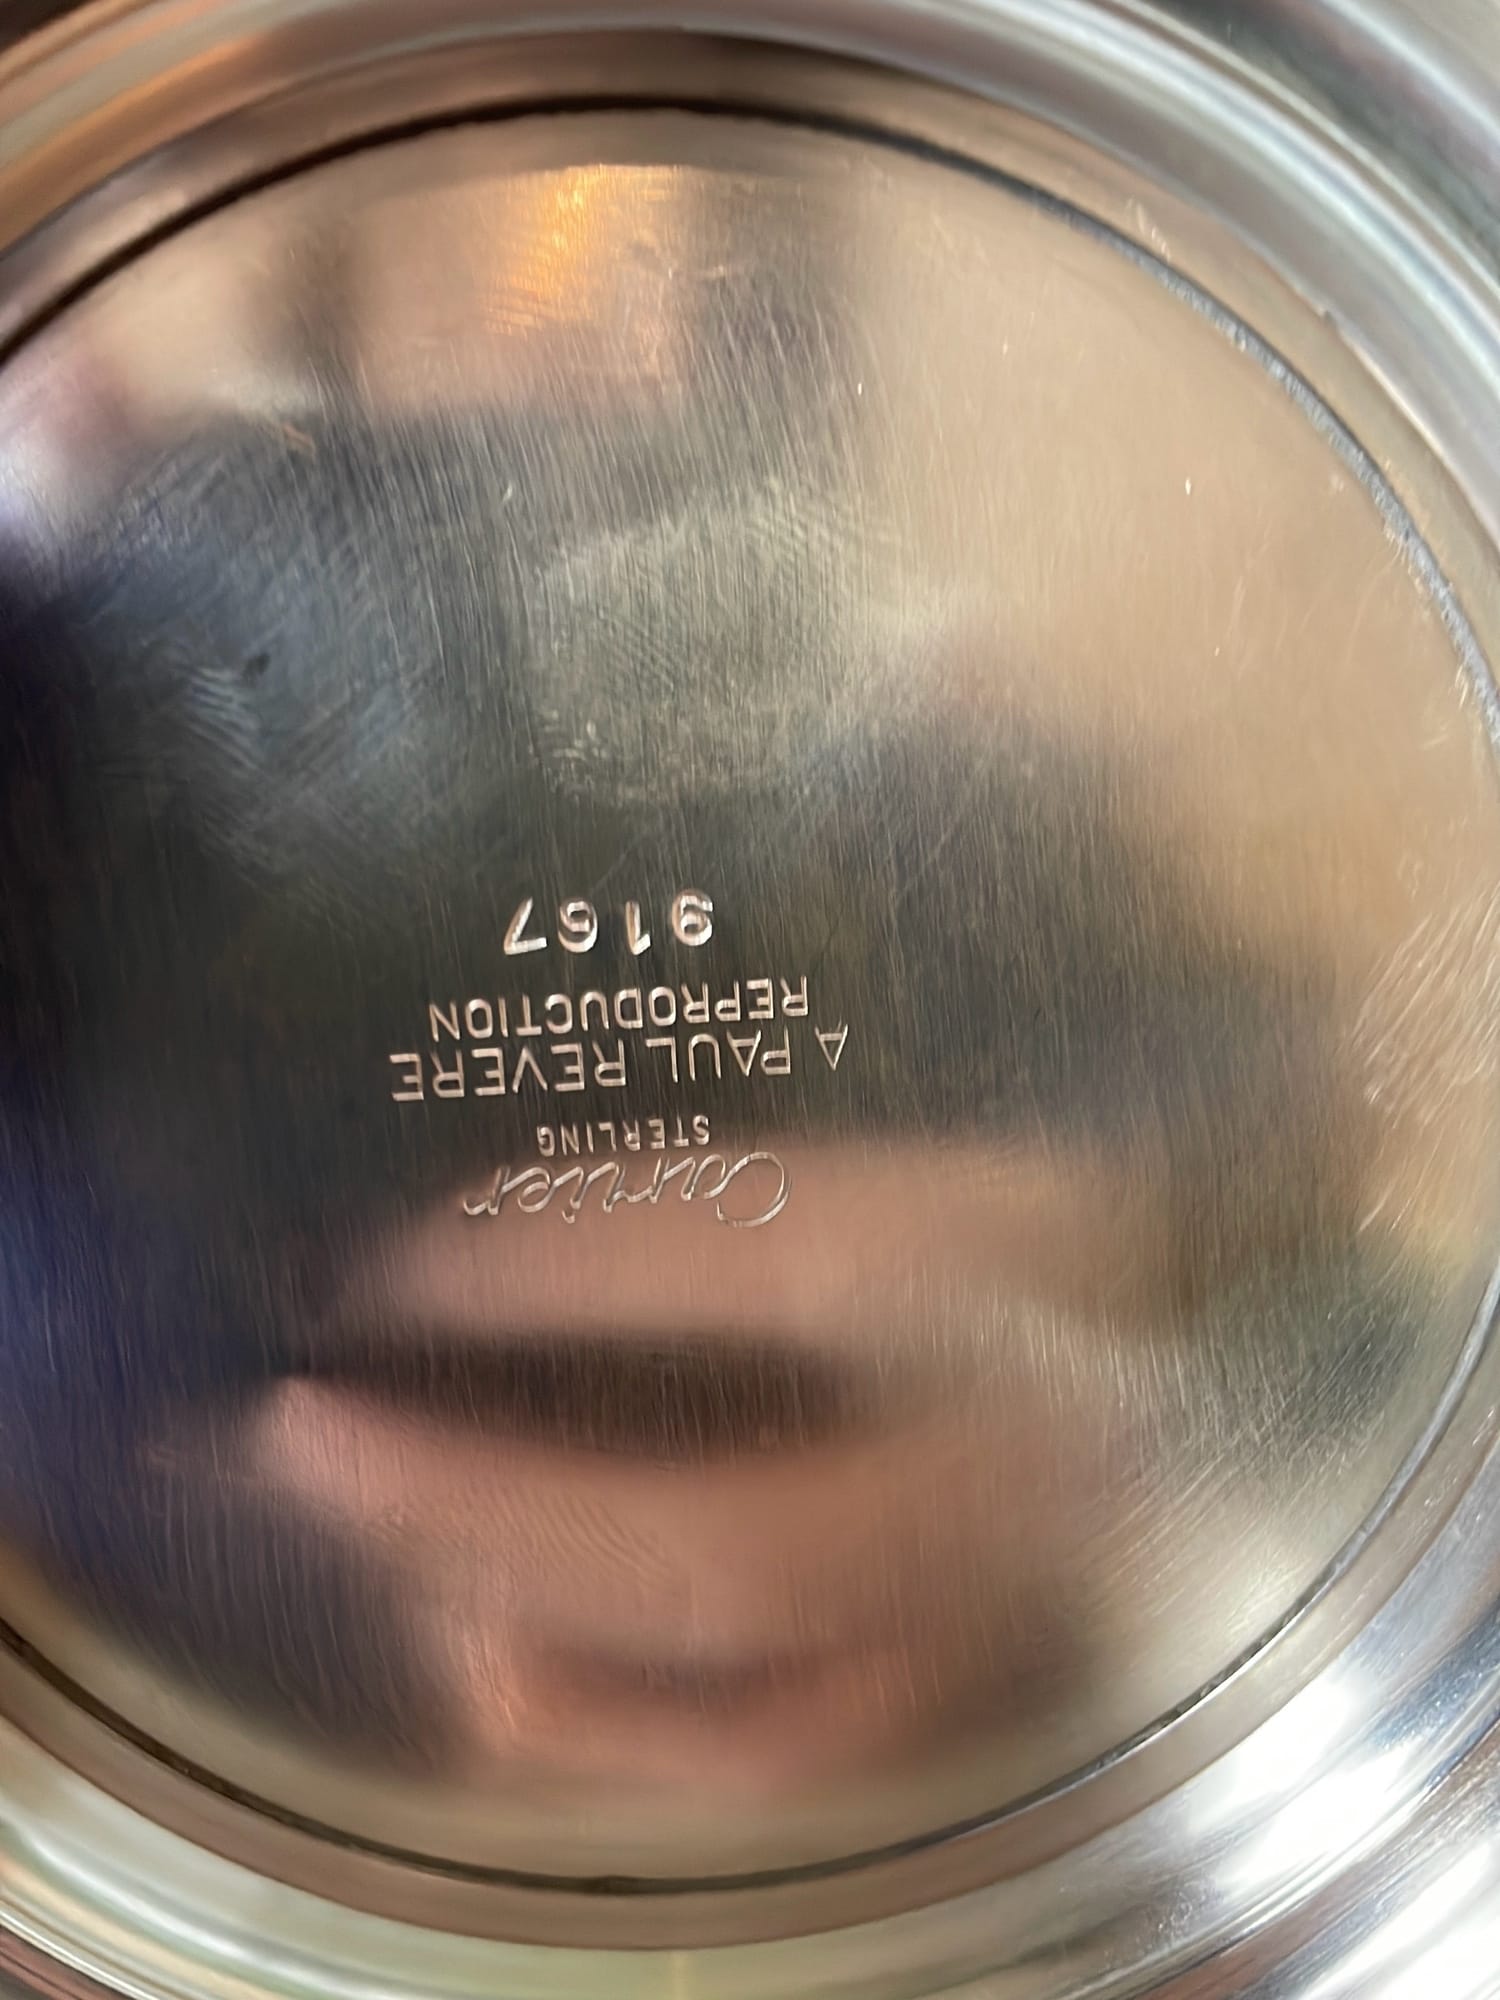 Cartier
STERLING
A PAUL REVERE
REPRODUCTION
9167